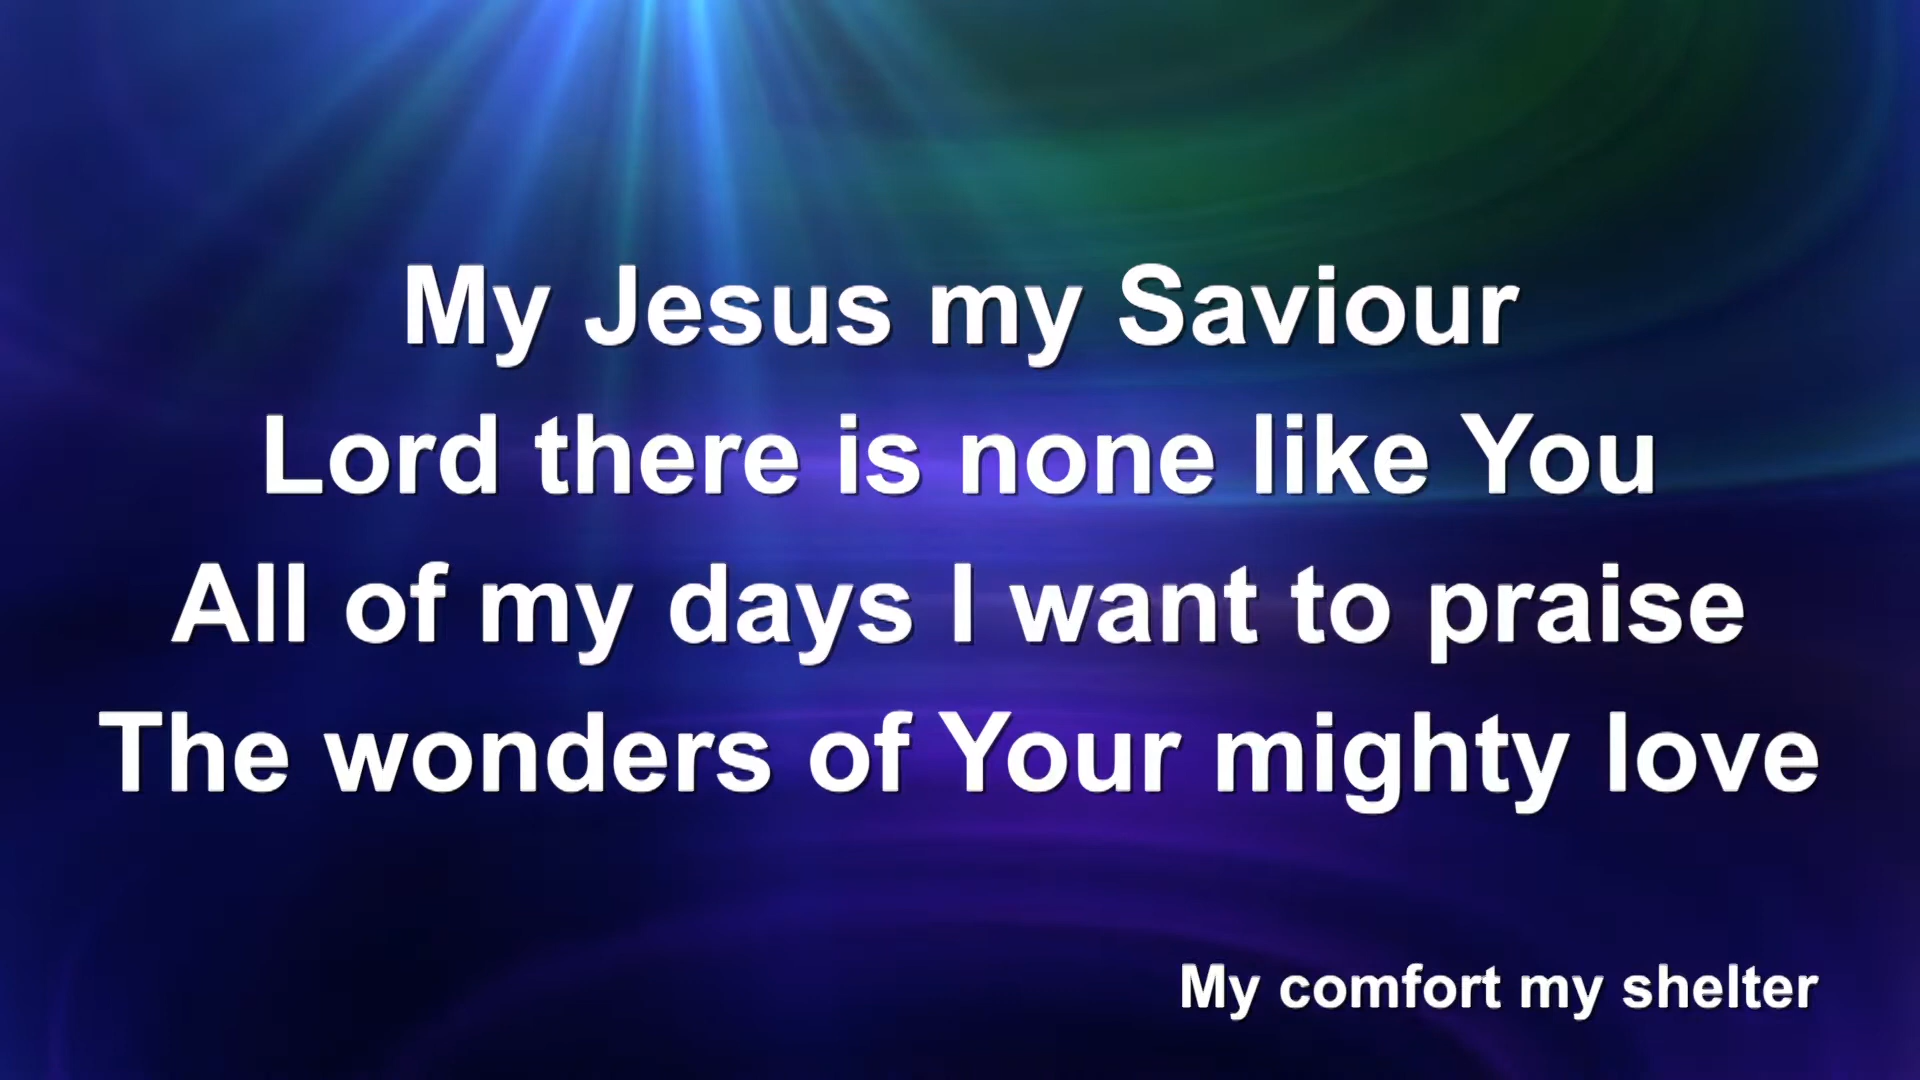 My Jesus my Saviour
Lord there is none like You
All of my days I want to praise
The wonders of Your mighty love
My comfort my shelter